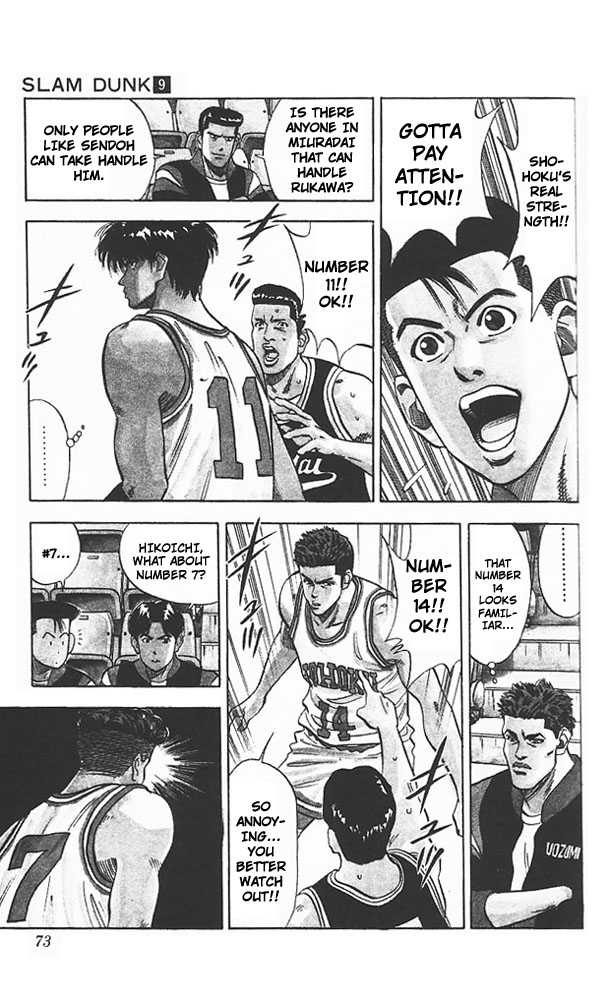 SLAM DUNK 9
GOTTA
PAY
ATTEN-
TION!!
SHO-
HOKU'S
REAL
STRE-
NGTH!!
IS THERE
ANYONE IN
MIURADAI
THAT CAN
HANDLE
RUKAWA?
ONLY PEOPLE
LIKE SENDOH
CAN TAKE HANDLE
HIM.
NUMBER
11!!
OK!!
11
.........
.........
THAT
NUMBER
14
LOOKS
FAMIL-
IAR...
UOZUMI
NUM-
BER
14!!
OK!!
SHOHOKU
14
SO
ANNOY-
ING...
YOU
BETTER
WATCH
OUT!!
HIKOICHI,
WHAT ABOUT
NUMBER 7?
#7...
7
73